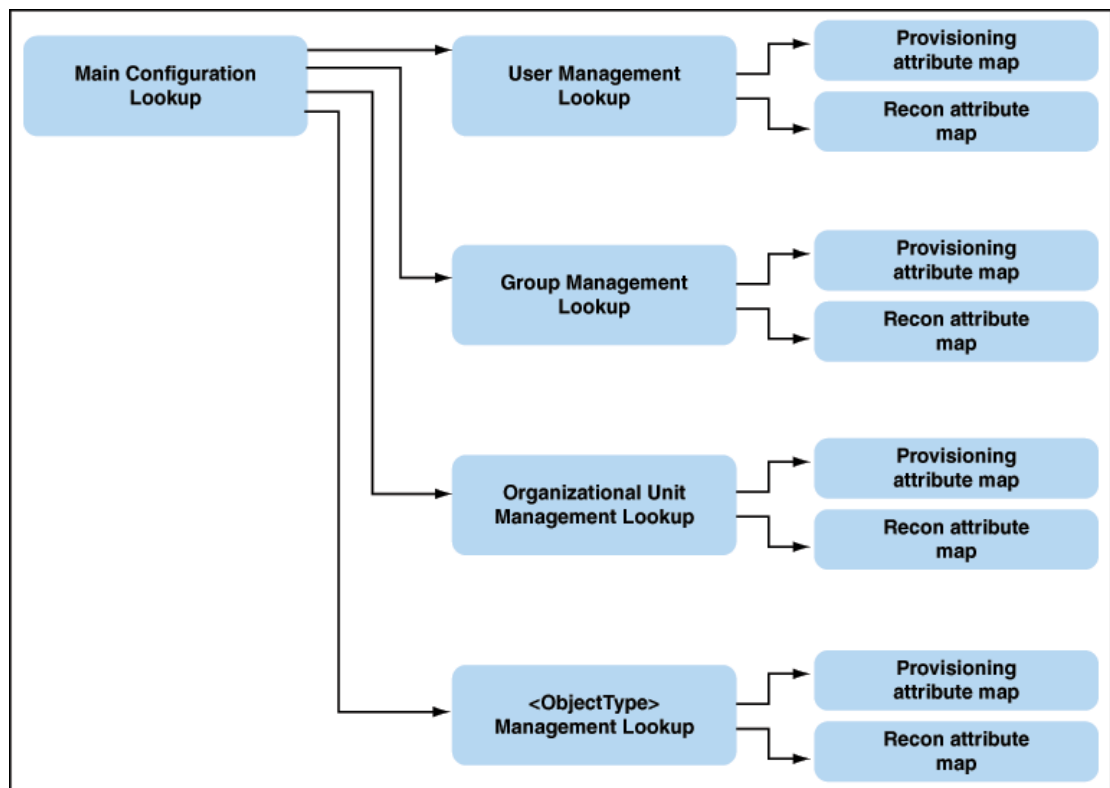 Main Configuration
Lookup
User Management
Lookup
Provisioning
attribute map
Recon attribute
map
Group Management
Lookup
Provisioning
attribute map
Recon attribute
map
Organizational Unit
Management Lookup
Provisioning
attribute map
Recon attribute
map
<ObjectType>
Management Lookup
Provisioning
attribute map
Recon attribute
map